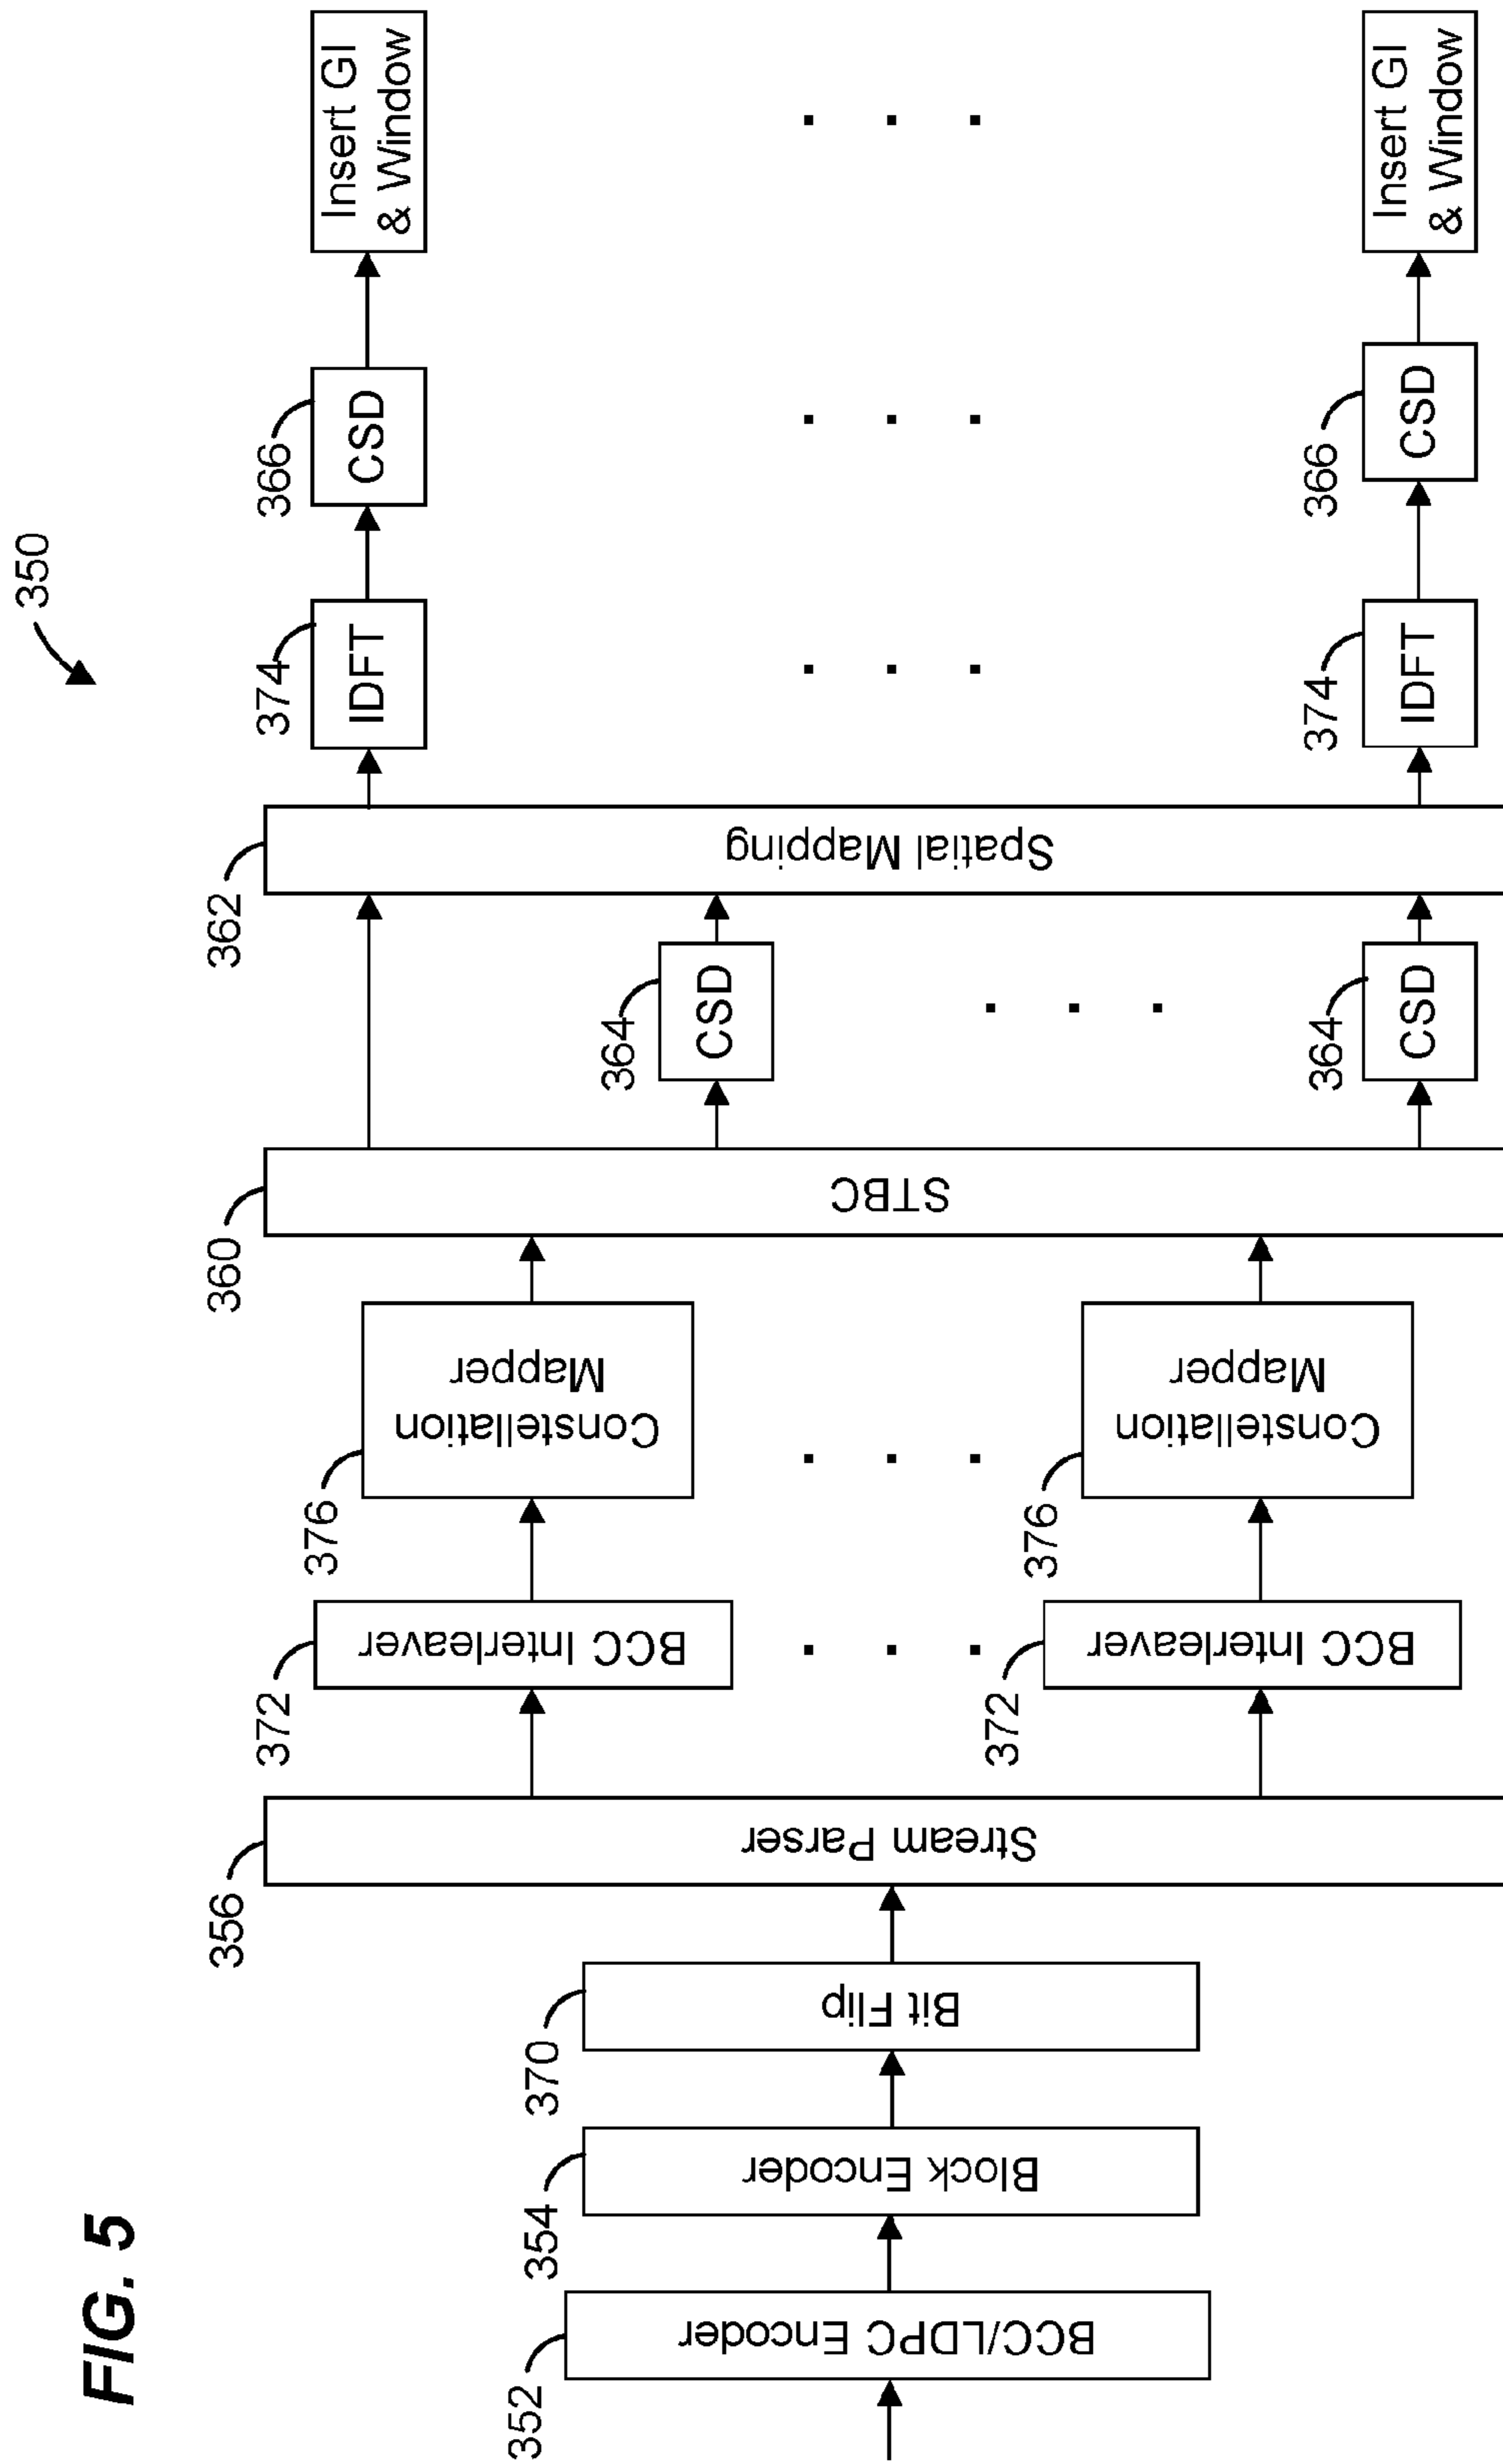 FIG. 5
350
352
BCC/LDPC Encoder
354
Block Encoder
370
Bit Flip
356
Stream Parser
372
BCC Interleaver
372
BCC Interleaver
376
Constellation
Mapper
376
Constellation
Mapper
360
STBC
364
CSD
364
CSD
362
Spatial Mapping
374
IDFT
374
IDFT
366
CSD
366
CSD
Insert GI
& Window
Insert GI
& Window